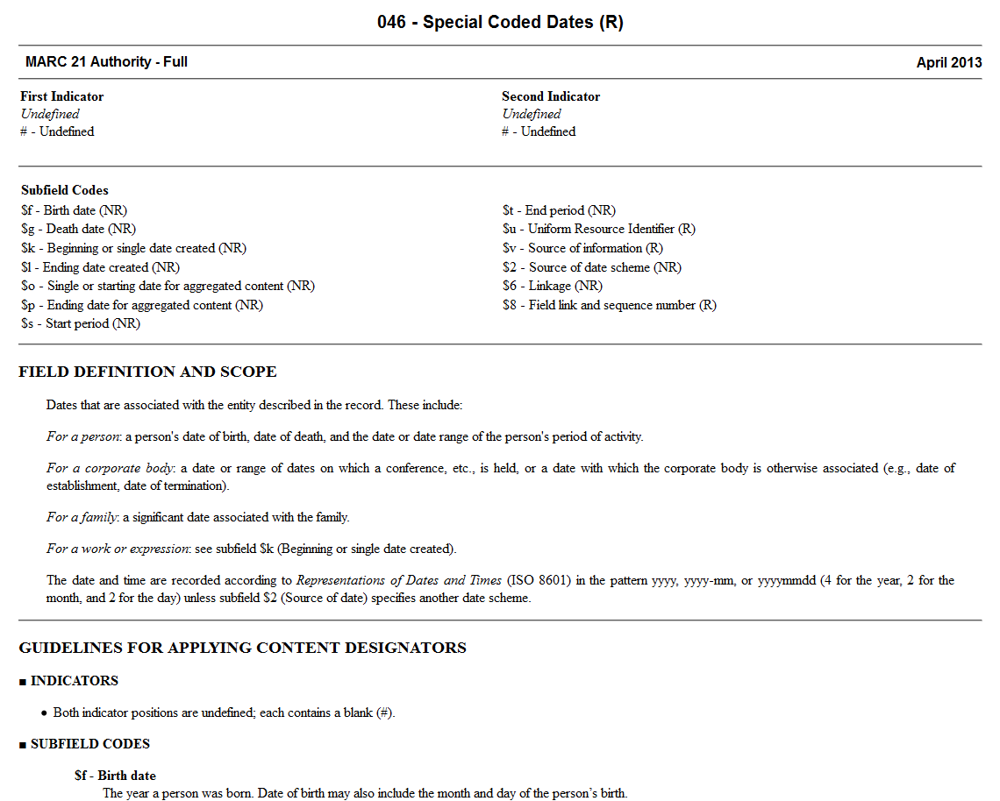 046 - Special Coded Dates (R)
MARC 21 Authority - Full
April 2013
First Indicator
Undefined
# - Undefined
Second Indicator
Undefined
# - Undefined
Subfield Codes
$f - Birth date (NR)
$g - Death date (NR)
$k - Beginning or single date created (NR)
$l - Ending date created (NR)
$o - Single or starting date for aggregated content (NR)
$p - Ending date for aggregated content (NR)
$s - Start period (NR)
$t - End period (NR)
$u - Uniform Resource Identifier (R)
$v - Source of information (R)
$2 - Source of date scheme (NR)
$6 - Linkage (NR)
$8 - Field link and sequence number (R)
FIELD DEFINITION AND SCOPE
Dates that are associated with the entity described in the record. These include:
For a person: a person's date of birth, date of death, and the date or date range of the person's period of activity.
For a corporate body: a date or range of dates on which a conference, etc., is held, or a date with which the corporate body is otherwise associated (e.g., date of
establishment, date of termination).
For a family: a significant date associated with the family.
For a work or expression: see subfield $k (Beginning or single date created).
The date and time are recorded according to Representations of Dates and Times (ISO 8601) in the pattern yyyy, yyyy-mm, or yyyymmdd (4 for the year, 2 for the
month, and 2 for the day) unless subfield $2 (Source of date) specifies another date scheme.
GUIDELINES FOR APPLYING CONTENT DESIGNATORS
■ INDICATORS
• Both indicator positions are undefined; each contains a blank (#).
■ SUBFIELD CODES
$f - Birth date
The year a person was born. Date of birth may also include the month and day of the person’s birth.